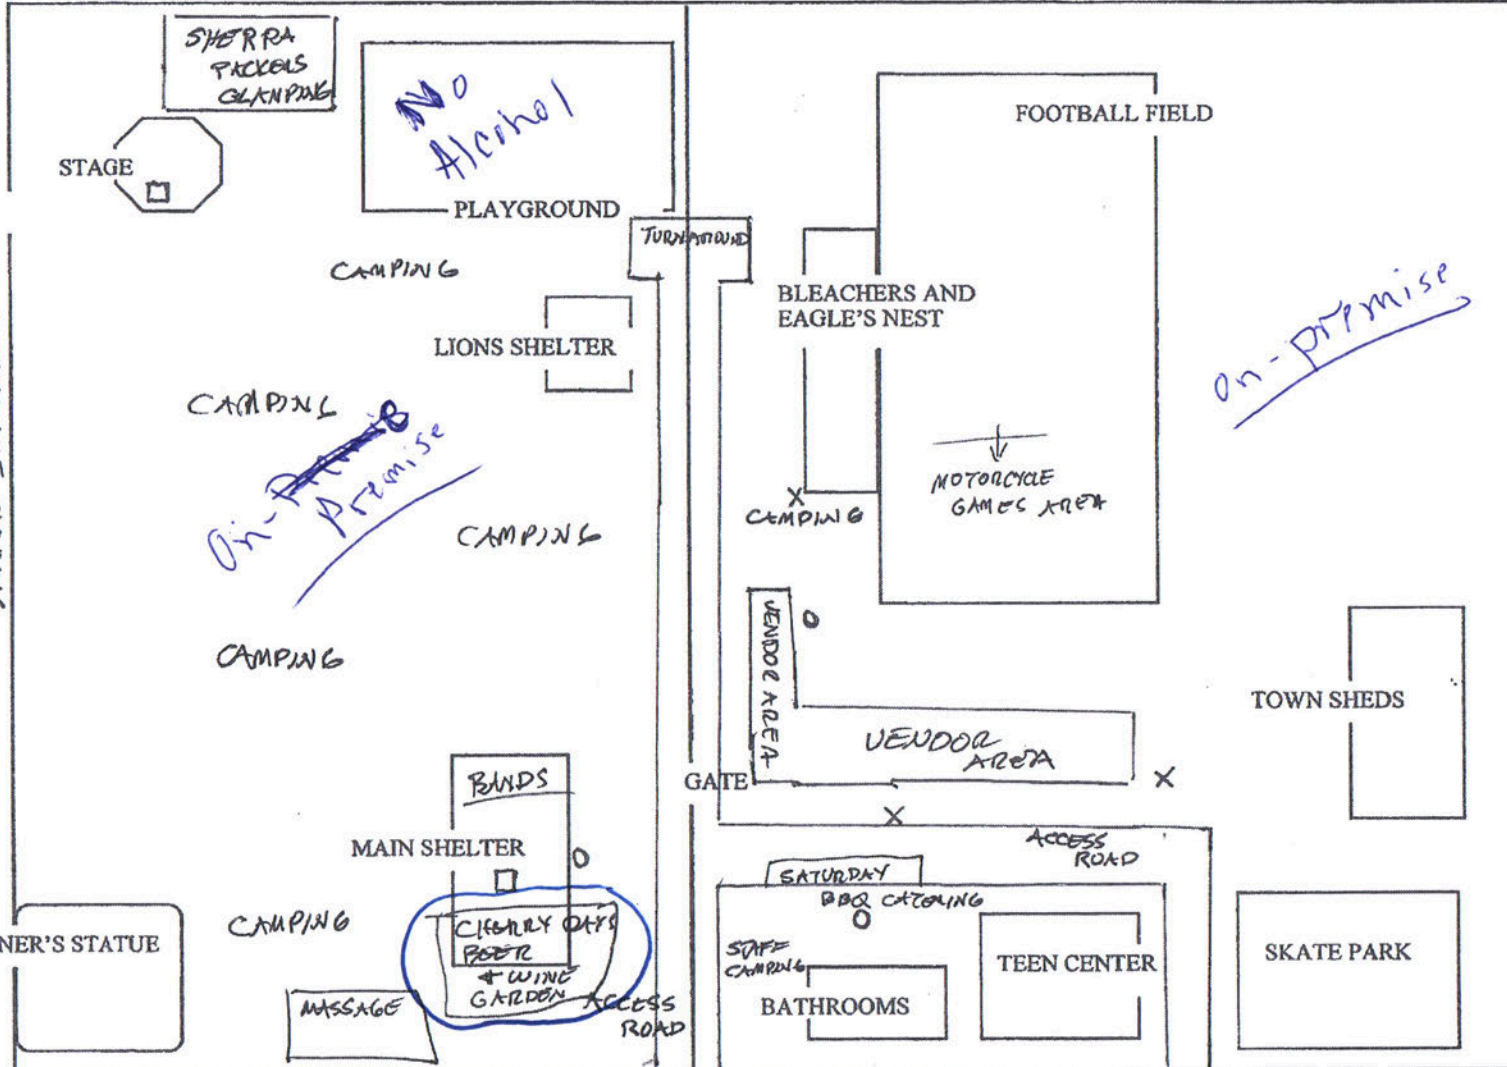 SHERPA
PACKERS
GLAMPING
No
Alcohol
FOOTBALL FIELD
STAGE
PLAYGROUND
TURNAROUND
CAMPING
BLEACHERS AND
EAGLE'S NEST
On-premise
LIONS SHELTER
CAMPING
On-
premise
MOTORCYCLE
GAMES AREA
CAMPING
CAMPING
CAMPING
VENDOR AREA
TOWN SHEDS
VENDOR
AREA
BANDS
GATE
MAIN SHELTER
ACCESS
ROAD
SATURDAY
BBQ CATERING
CAMPING
CHERRY DAYS
BEER
+ WINE
GARDEN
NER'S STATUE
STAFF
CAMPING
TEEN CENTER
SKATE PARK
MASSAGE
ACCESS
ROAD
BATHROOMS